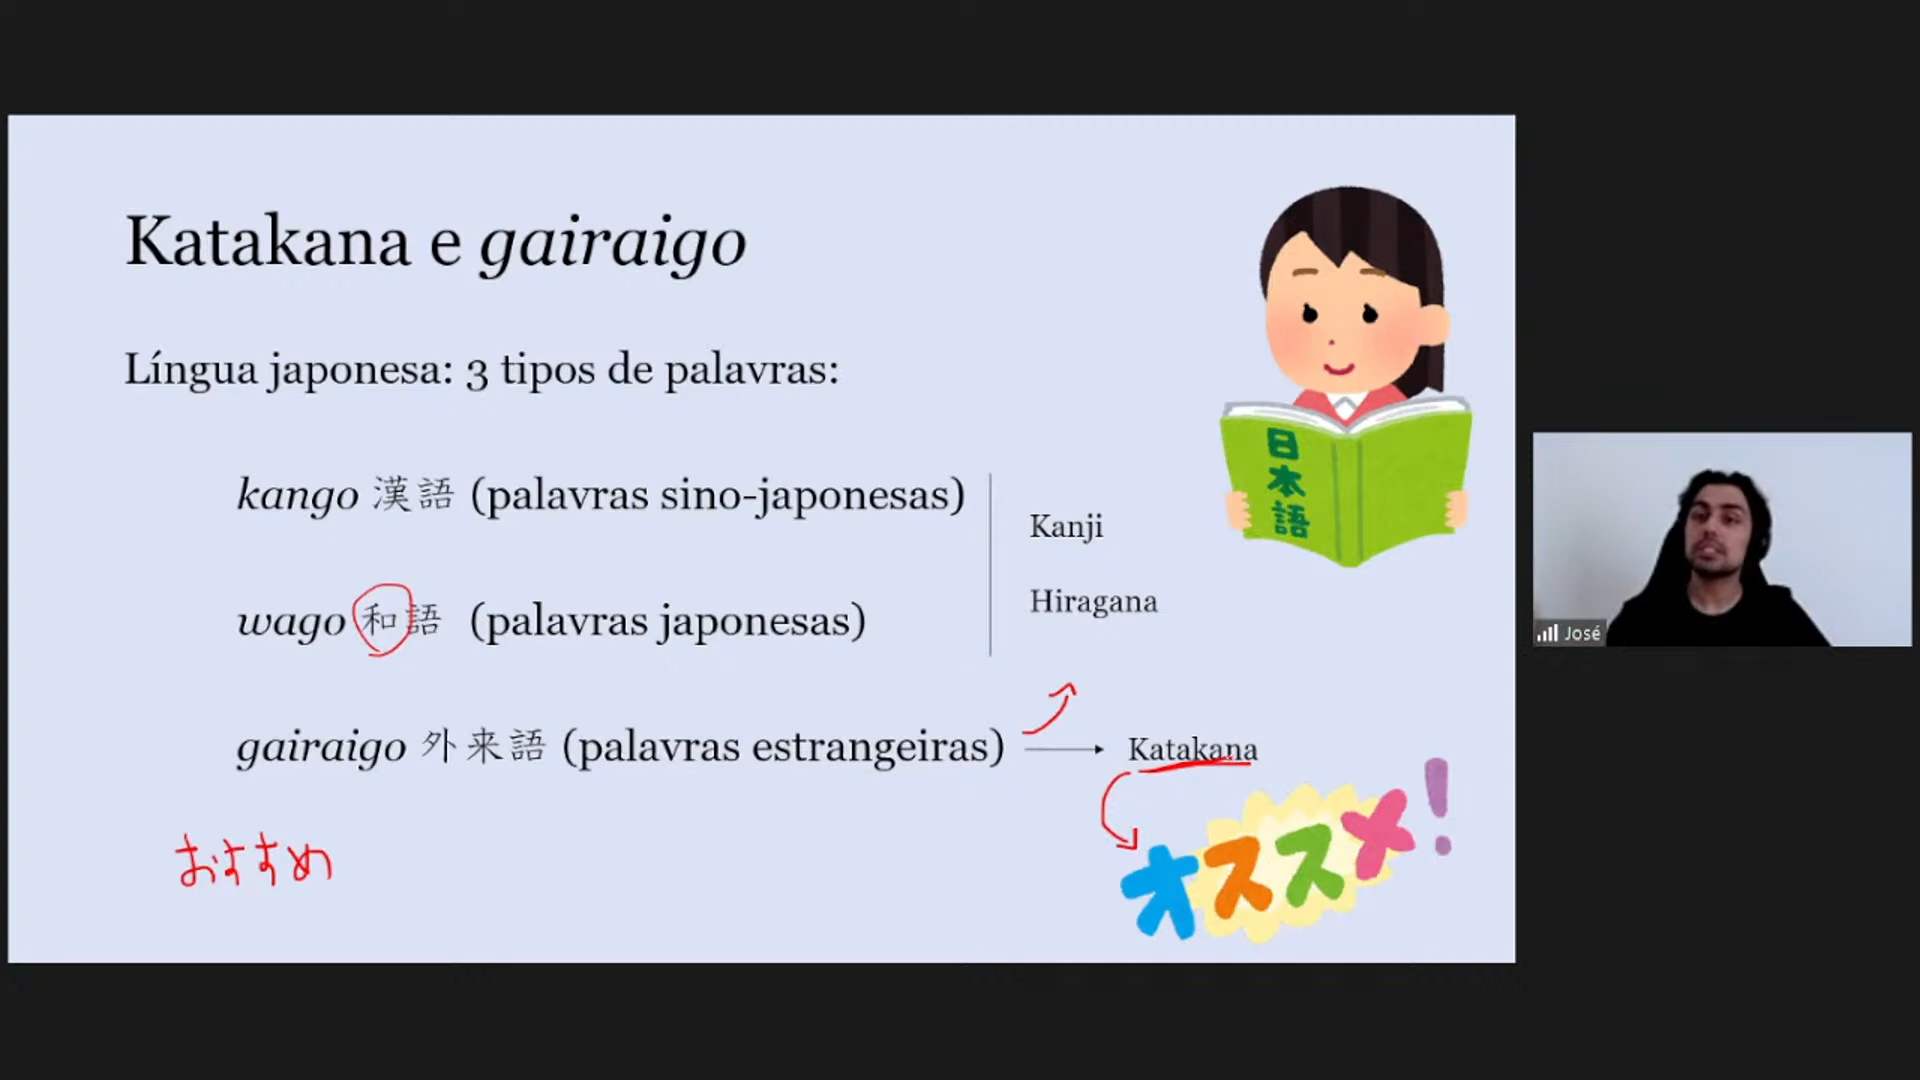 Katakana e gairaigo
Língua japonesa: 3 tipos de palavras:
kango 漢語 (palavras sino-japonesas)
Kanji
wago 和語 (palavras japonesas)
Hiragana
gairaigo 外来語 (palavras estrangeiras)
Katakana
おすすめ
オススメ!
日本語
José